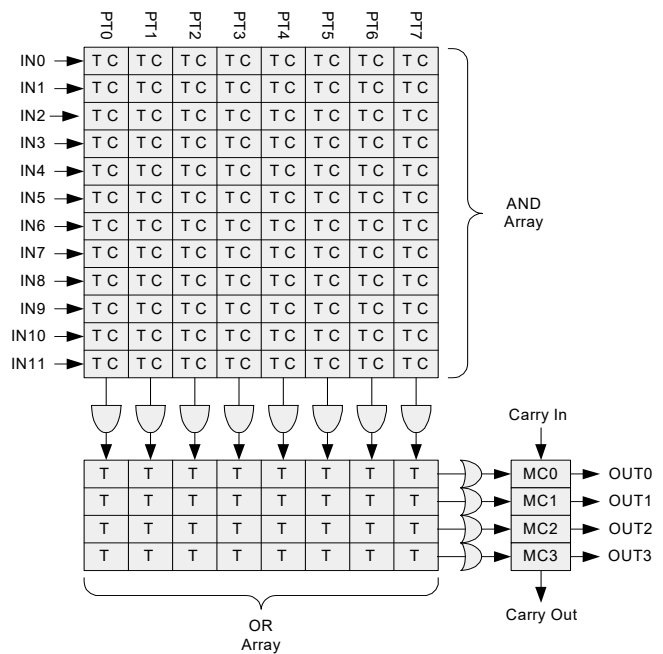 PT0 PT1 PT2 PT3 PT4 PT5 PT6 PT7
IN0 T C T C T C T C T C T C T C T C
IN1 T C T C T C T C T C T C T C T C
IN2 T C T C T C T C T C T C T C T C
IN3 T C T C T C T C T C T C T C T C
IN4 T C T C T C T C T C T C T C T C
IN5 T C T C T C T C T C T C T C T C
IN6 T C T C T C T C T C T C T C T C
IN7 T C T C T C T C T C T C T C T C
IN8 T C T C T C T C T C T C T C T C
IN9 T C T C T C T C T C T C T C T C
IN10 T C T C T C T C T C T C T C T C
IN11 T C T C T C T C T C T C T C T C
AND
Array
Carry In
T T T T T T T T MC0 OUT0
T T T T T T T T MC1 OUT1
T T T T T T T T MC2 OUT2
T T T T T T T T MC3 OUT3
Carry Out
OR
Array